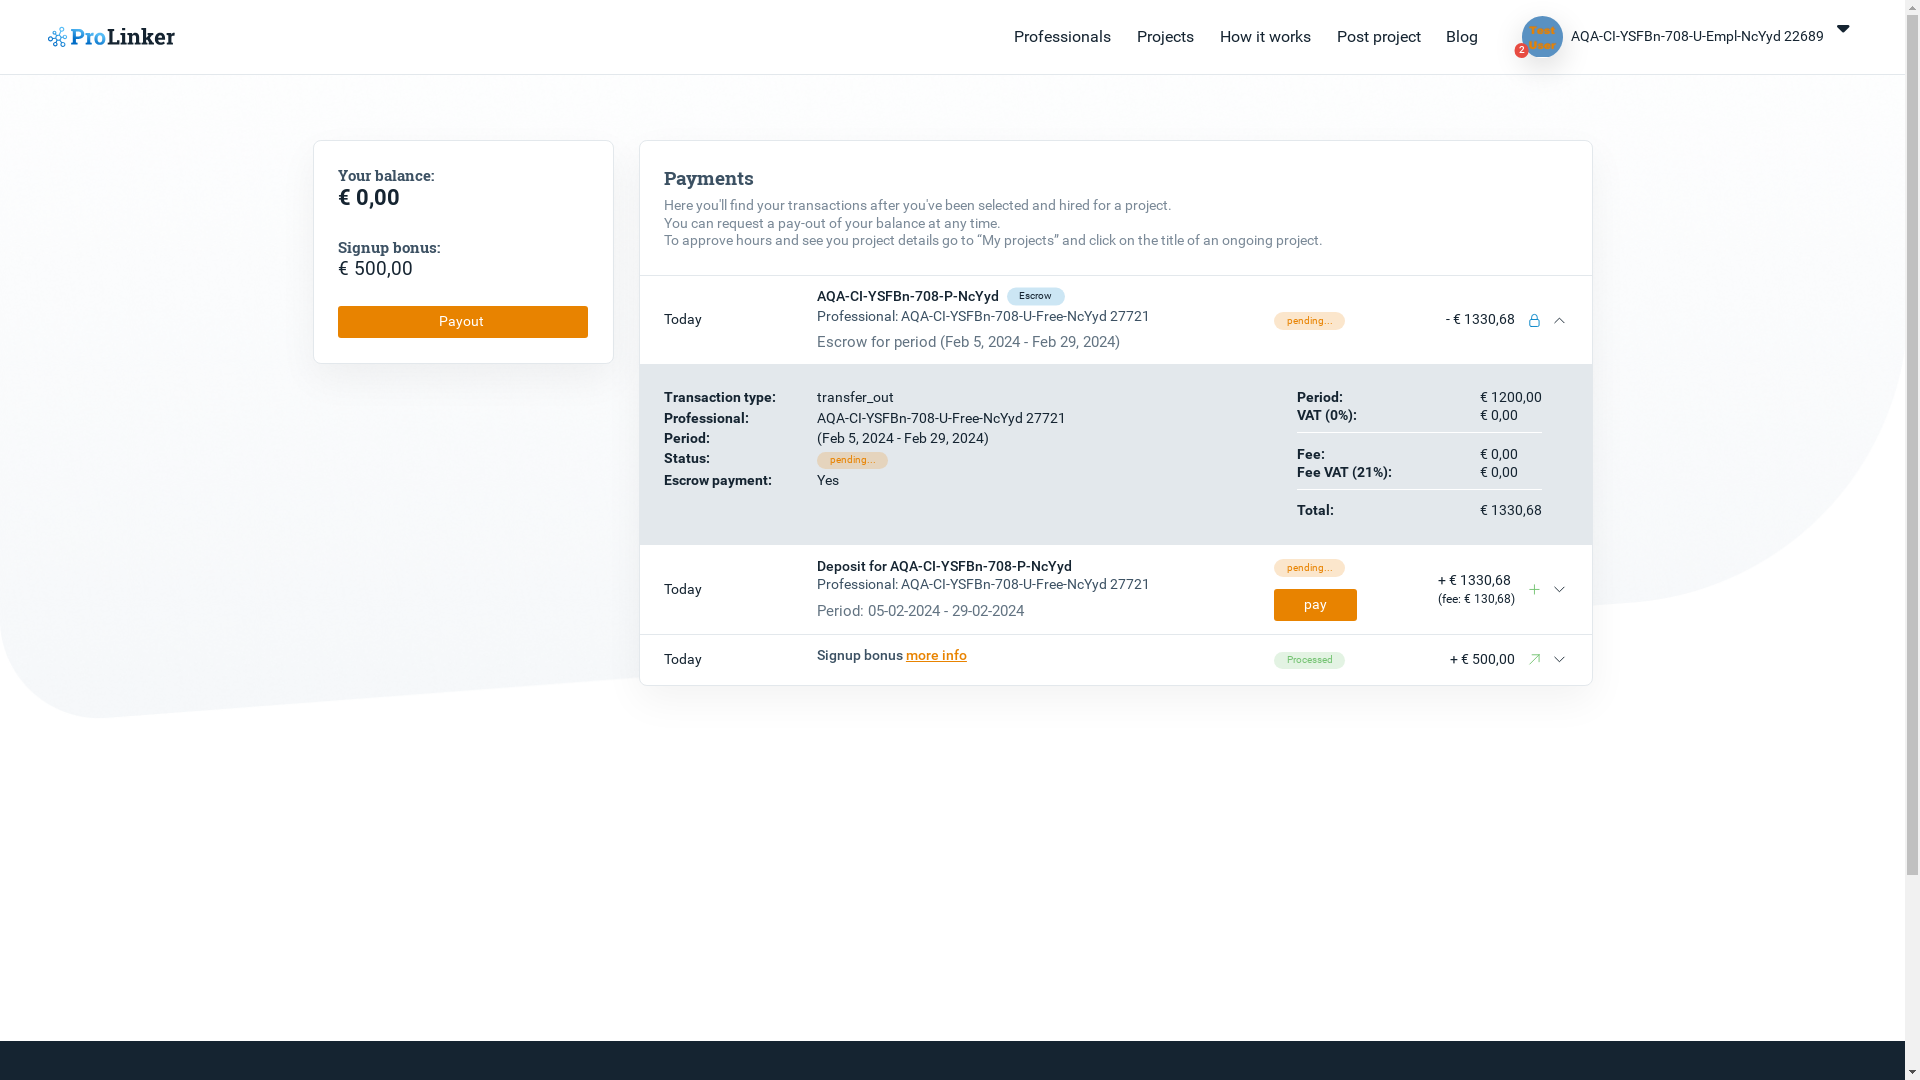 ProLinker
Professionals
Projects
How it works
Post project
Blog
Test
User
2
AQA-CI-YSFBn-708-U-Empl-NcYyd 22689
Your balance:
€ 0,00
Signup bonus:
€ 500,00
Payout
Payments
Here you'll find your transactions after you've been selected and hired for a project.
You can request a pay-out of your balance at any time.
To approve hours and see you project details go to “My projects” and click on the title of an ongoing project.
Today
AQA-CI-YSFBn-708-P-NcYyd Escrow
Professional: AQA-CI-YSFBn-708-U-Free-NcYyd 27721
Escrow for period (Feb 5, 2024 - Feb 29, 2024)
pending...
- € 1330,68
Transaction type: transfer_out
Professional: AQA-CI-YSFBn-708-U-Free-NcYyd 27721
Period: (Feb 5, 2024 - Feb 29, 2024)
Status: pending...
Escrow payment: Yes
Period: € 1200,00
VAT (0%): € 0,00
Fee: € 0,00
Fee VAT (21%): € 0,00
Total: € 1330,68
Today
Deposit for AQA-CI-YSFBn-708-P-NcYyd
Professional: AQA-CI-YSFBn-708-U-Free-NcYyd 27721
Period: 05-02-2024 - 29-02-2024
pending...
pay
+ € 1330,68
(fee: € 130,68)
Today
Signup bonus more info
Processed
+ € 500,00